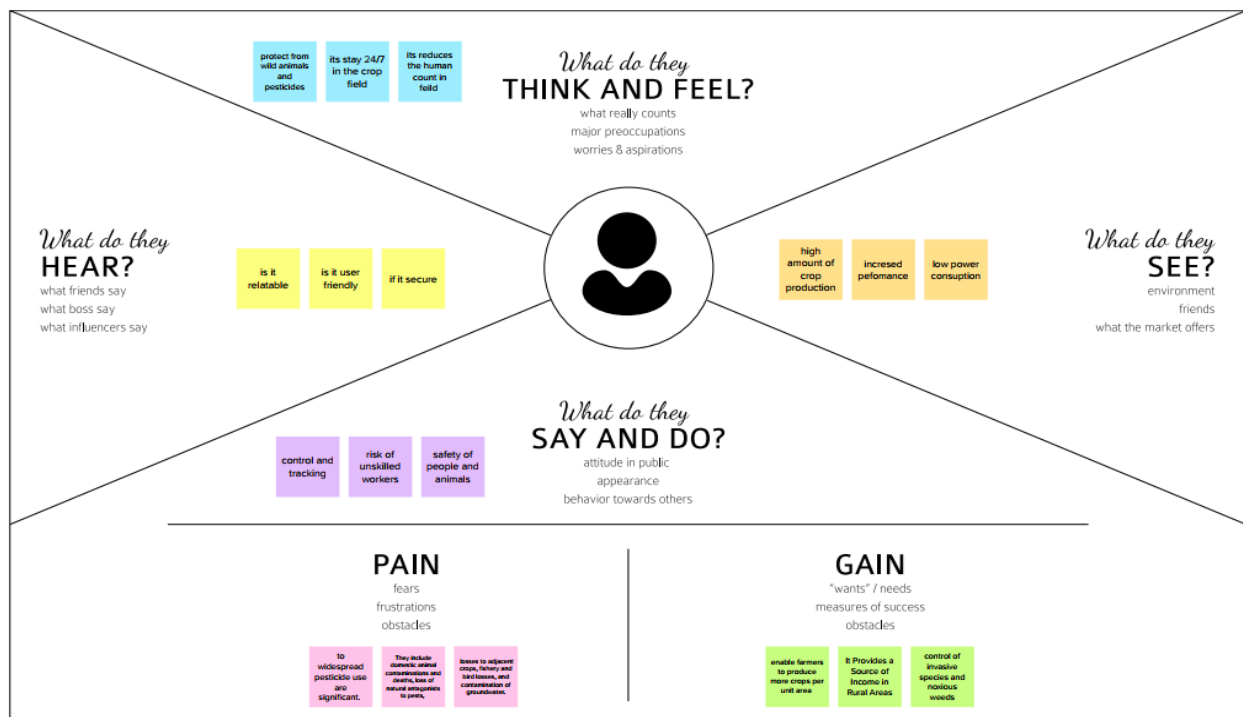 protect from
wild animals
and
pesticides
its stay 24/7
in the crop
field
its reduces
the human
count in
feild
What do they
THINK AND FEEL?
what really counts
major preoccupations
worries & aspirations
What do they
HEAR?
what friends say
what boss say
what influencers say
is it
relatable
is it user
friendly
if it secure
high
amount of
crop
production
incresed
pefomance
low power
consuption
What do they
SEE?
environment
friends
what the market offers
What do they
SAY AND DO?
attitude in public
appearance
behavior towards others
control and
tracking
risk of
unskilled
workers
safety of
people and
animals
PAIN
fears
frustrations
obstacles
to
widespread
pesticide use
are
significant.
They include
domestic animal
contaminations and
deaths, loss of
natural antagonists
to pests,
losses to adjacent
crops, fishery and
bird losses, and
contamination of
groundwater.
GAIN
"wants" / needs
measures of success
obstacles
enable farmers
to produce
more crops per
unit area
It Provides a
Source of
Income in
Rural Areas
control of
invasive
species and
noxious
weeds